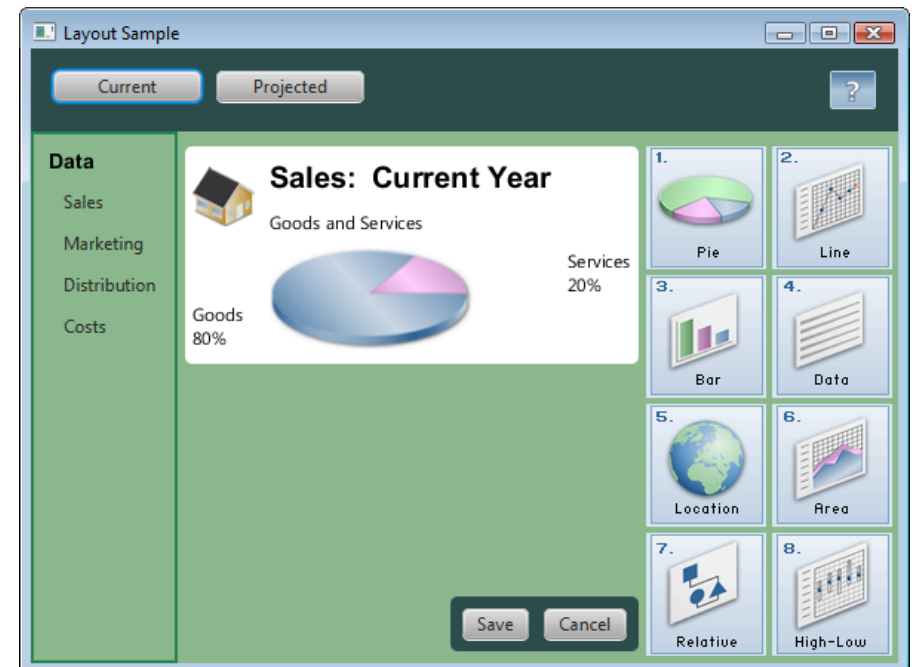 Layout Sample
Current
Projected
?
Data
Sales
Marketing
Distribution
Costs
Sales:  Current Year
Goods and Services
Services
20%
Goods
80%
1.
Pie
2.
Line
3.
Bar
4.
Data
5.
Location
6.
Area
7.
Relative
8.
High-Low
Save
Cancel